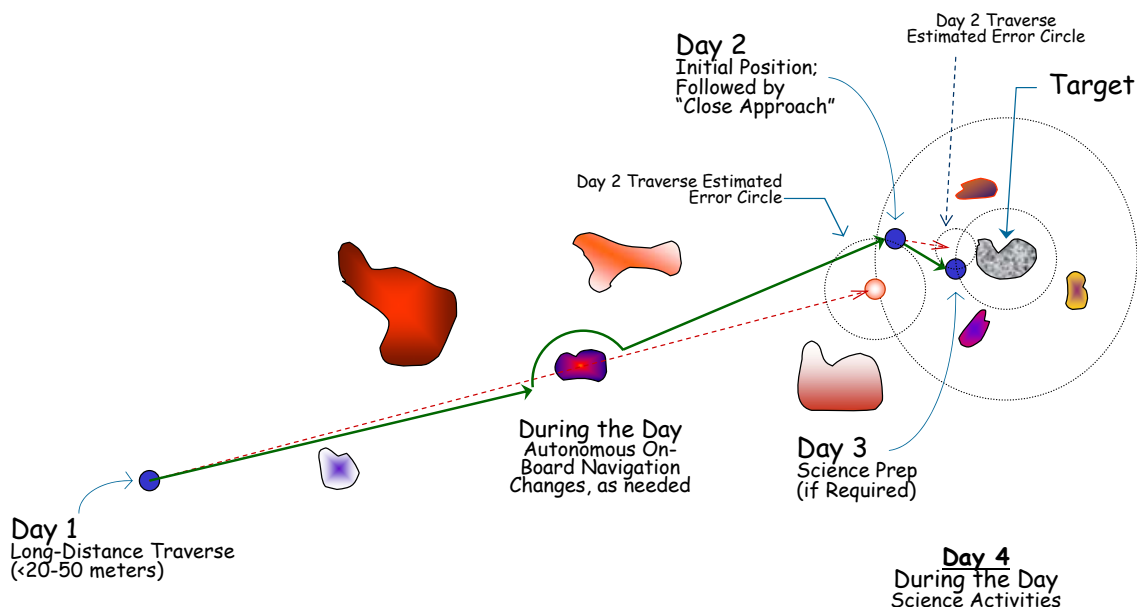 Day 2 Traverse
Estimated Error Circle
Day 2
Initial Position;
Followed by
“Close Approach”
Target
Day 2 Traverse Estimated
Error Circle
During the Day
Autonomous On-
Board Navigation
Changes, as needed
Day 3
Science Prep
(if Required)
Day 1
Long-Distance Traverse
(<20-50 meters)
Day 4
During the Day
Science Activities